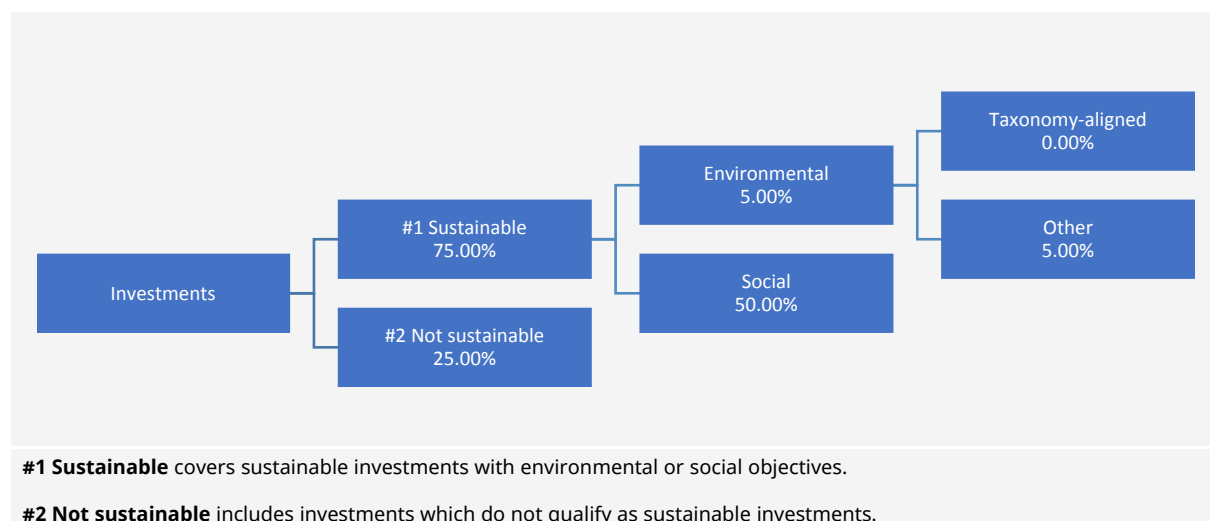 Taxonomy-aligned
0.00%
Environmental
5.00%
#1 Sustainable
75.00%
Other
5.00%
Investments
Social
50.00%
#2 Not sustainable
25.00%
#1 Sustainable covers sustainable investments with environmental or social objectives.
#2 Not sustainable includes investments which do not qualify as sustainable investments.